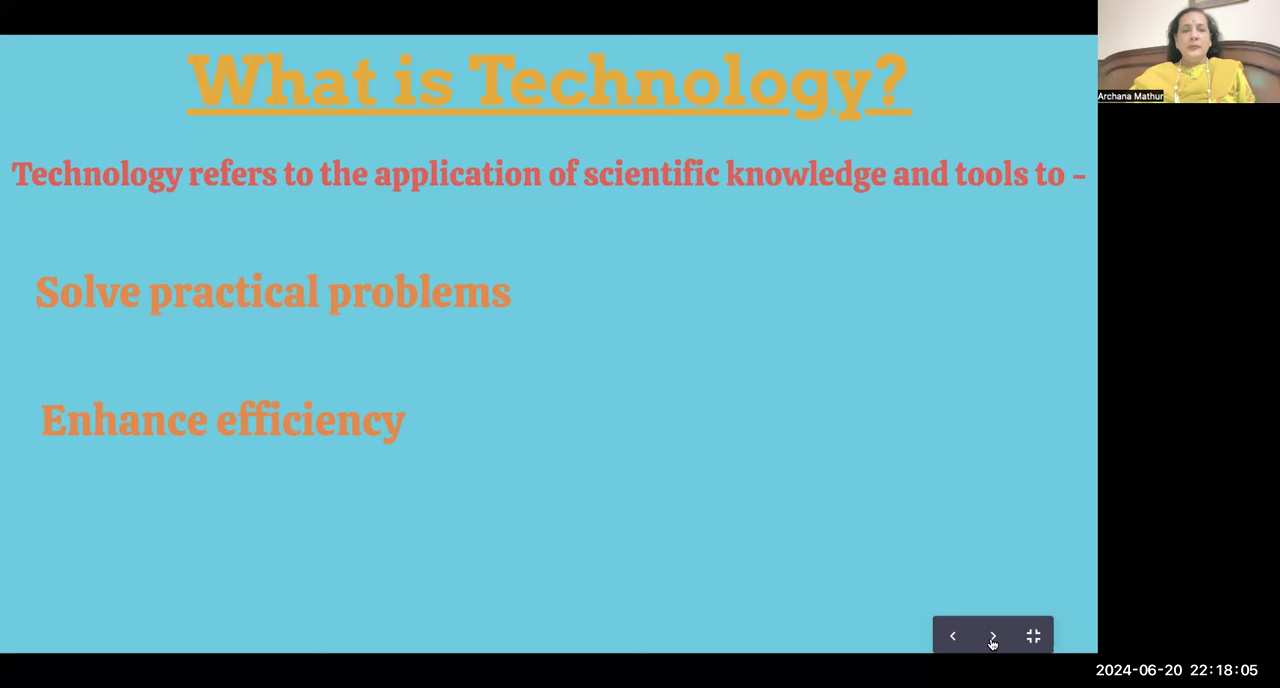 What is Technology?
Archana Mathur
Technology refers to the application of scientific knowledge and tools to -
Solve practical problems
Enhance efficiency
2024-06-20 22:18:05